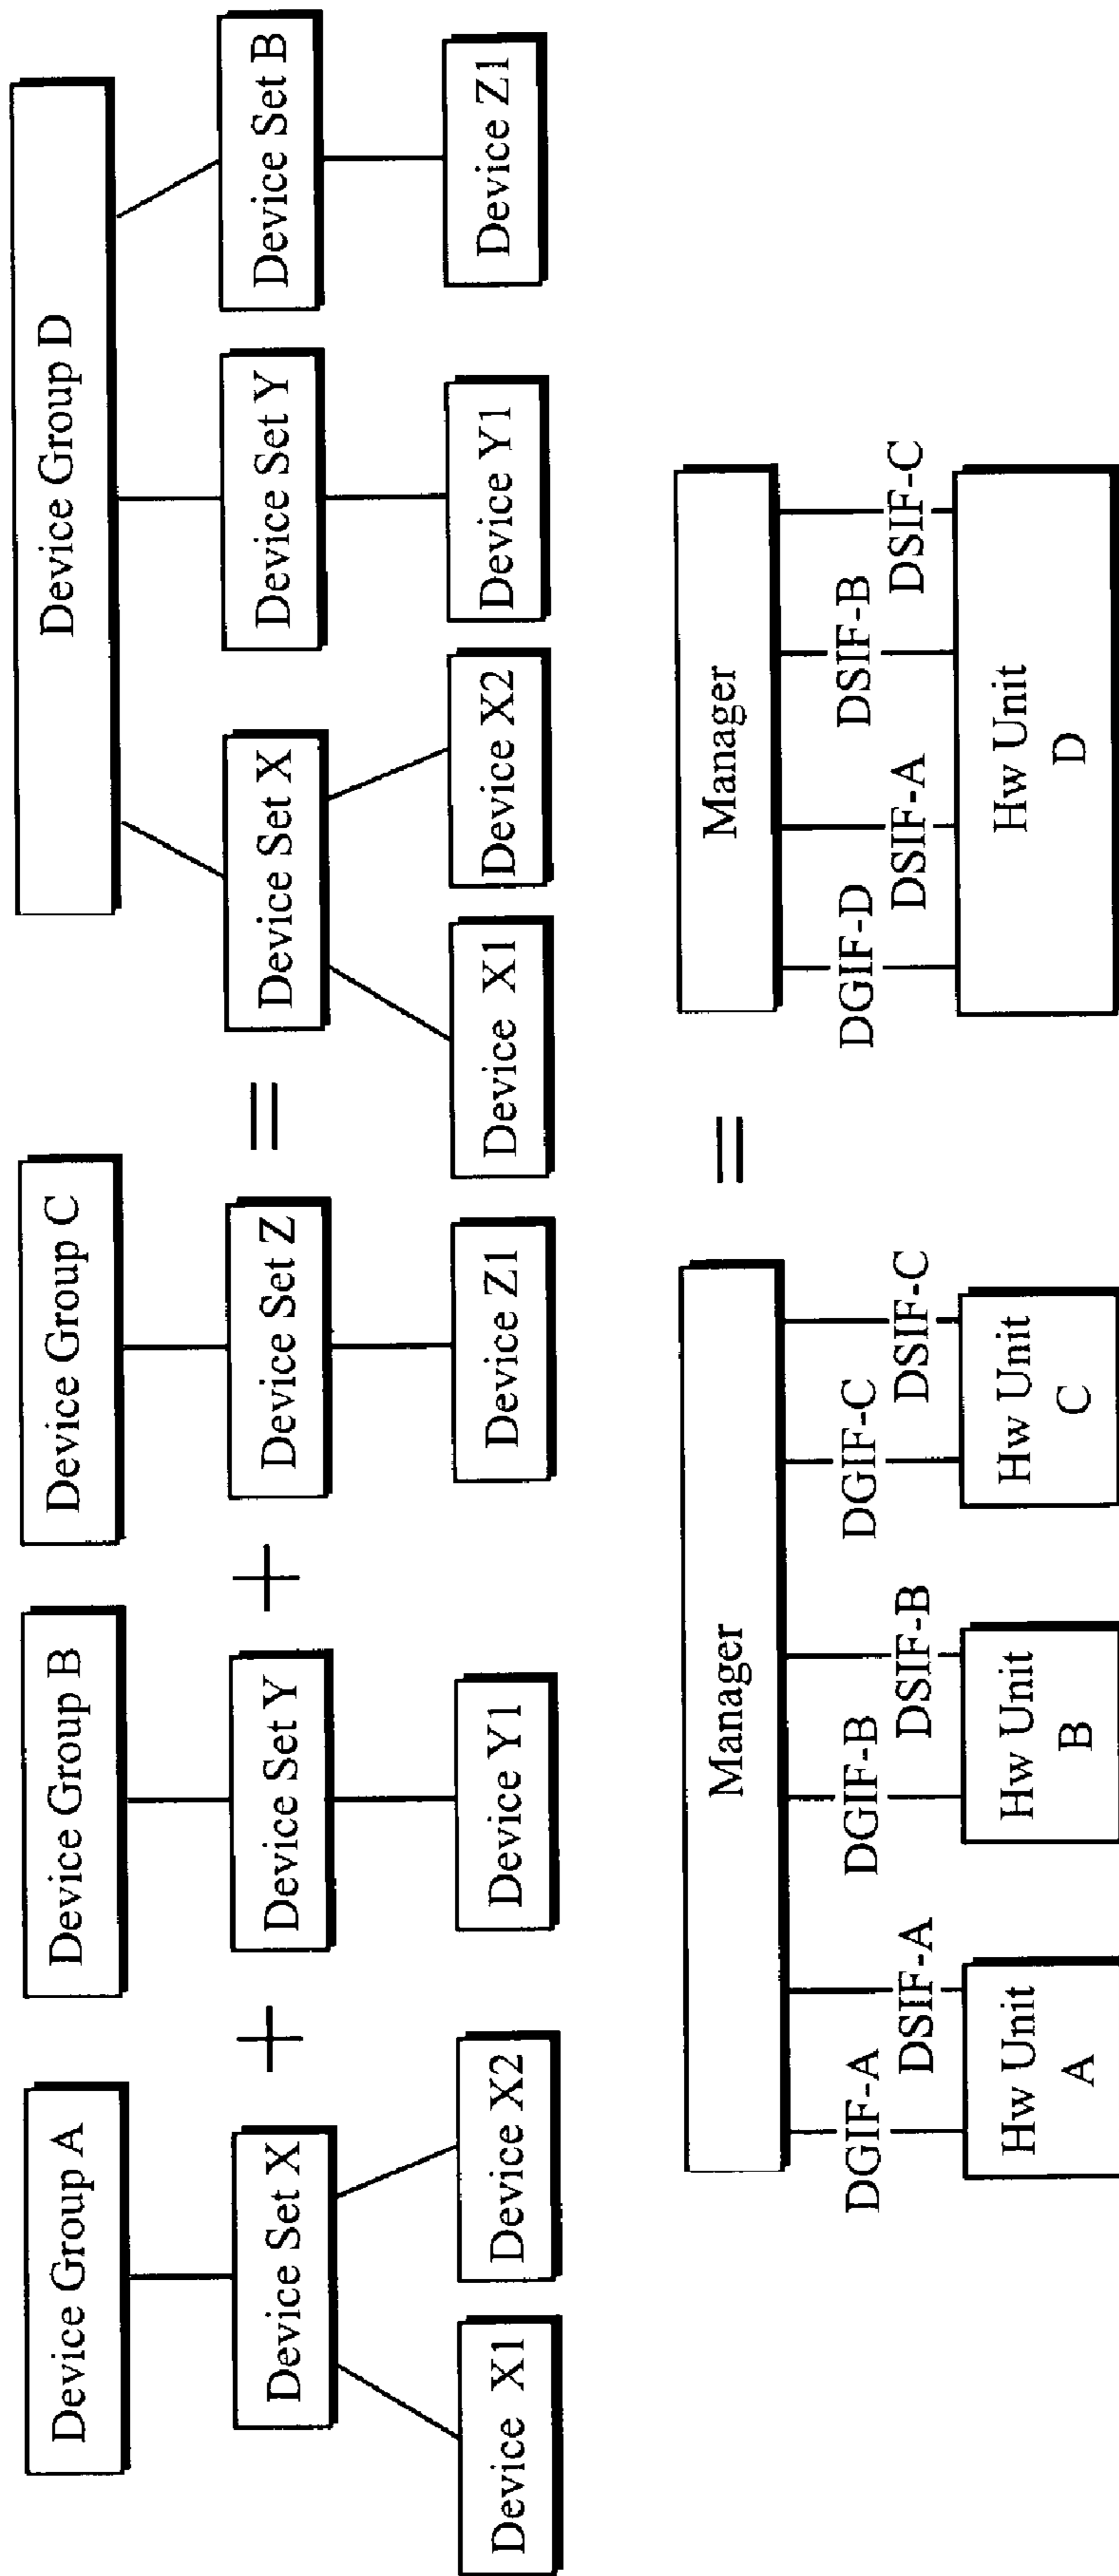 Device Group A
Device Group B
Device Group C
Device Group D
Device Set X
+
Device Set Y
+
Device Set Z
=
Device Set X
Device Set Y
Device Set B
Device X1
Device X2
Device Y1
Device Z1
Device X1
Device X2
Device Y1
Device Z1
Manager
=
Manager
DGIF-A
DSIF-A
DGIF-B
DSIF-B
DGIF-C
DSIF-C
DGIF-D
DSIF-A
DSIF-B
DSIF-C
Hw Unit
A
Hw Unit
B
Hw Unit
C
Hw Unit
D